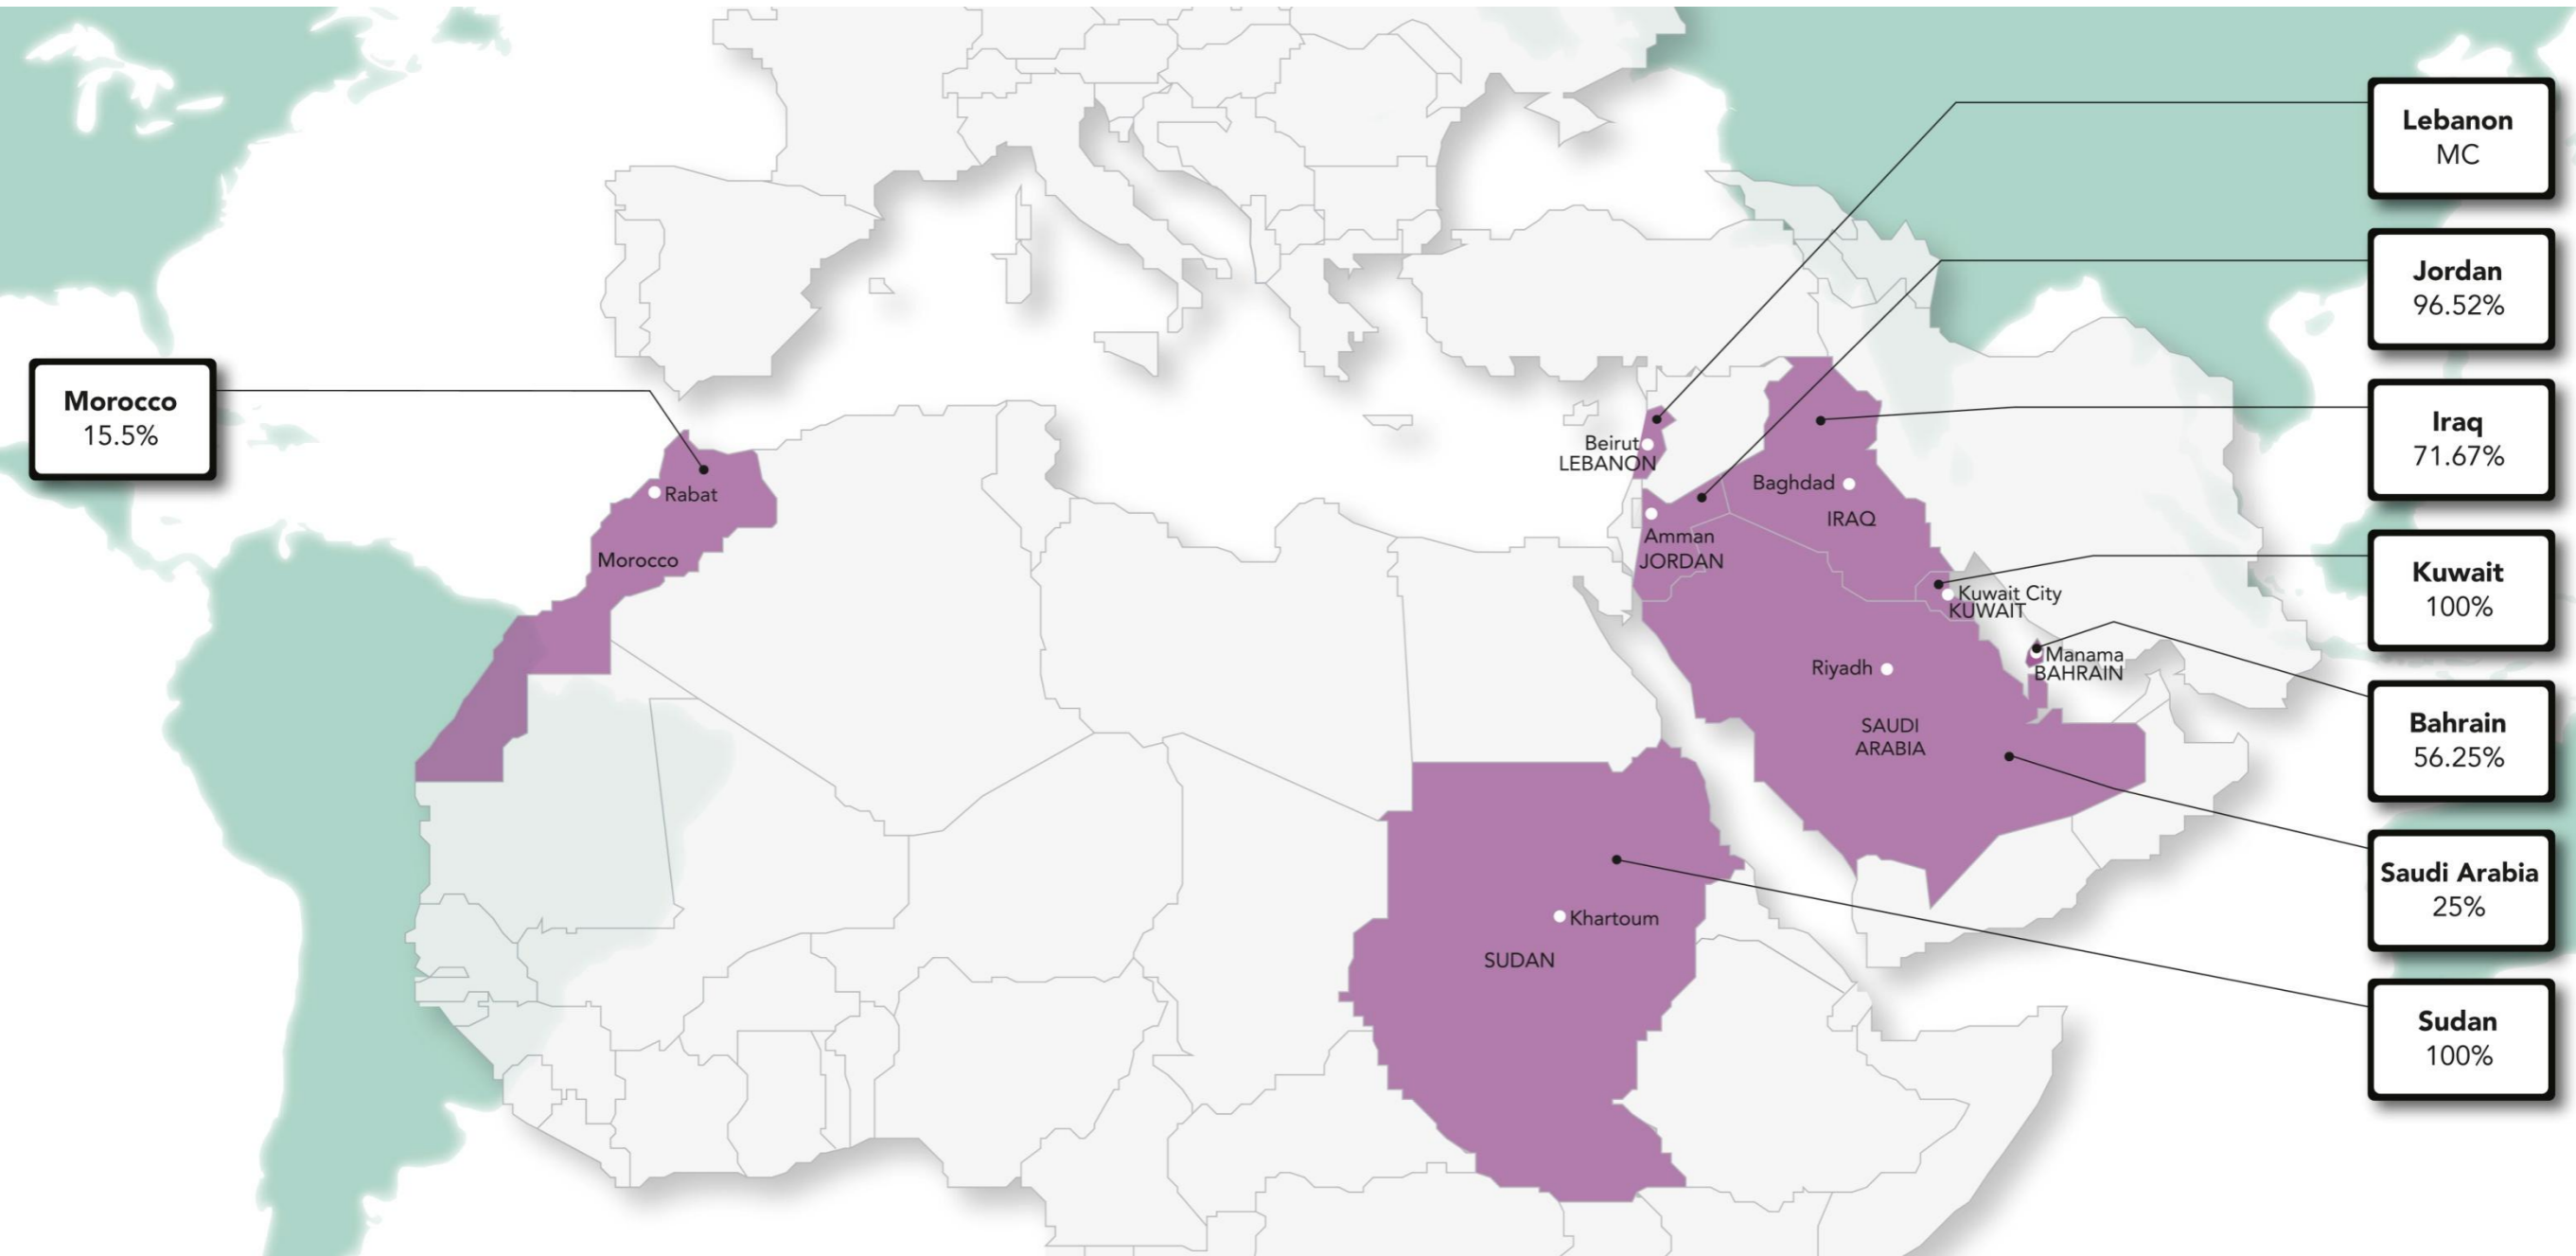 Lebanon
MC
Jordan
96.52%
Morocco
15.5%
Iraq
71.67%
Beirut
LEBANON
Rabat
Baghdad
IRAQ
Amman
JORDAN
Morocco
Kuwait
100%
Kuwait City
KUWAIT
Manama
BAHRAIN
Riyadh
SAUDI
ARABIA
Bahrain
56.25%
Saudi Arabia
25%
Khartoum
SUDAN
Sudan
100%